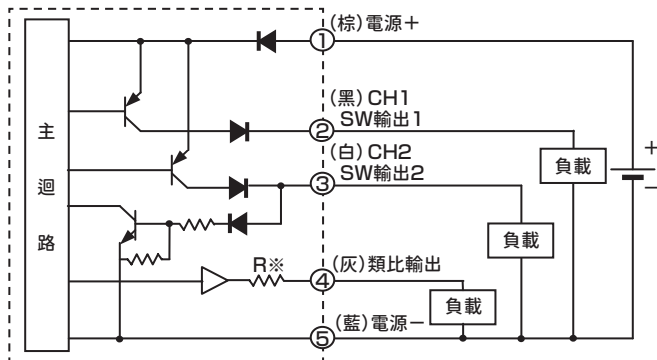 ①(棕)電源+
(黑)CH1
②SW輸出1
(白)CH2
③SW輸出2
主迴路
負載
+
−
負載
R※
④(灰)類比輸出
負載
⑤(藍)電源−